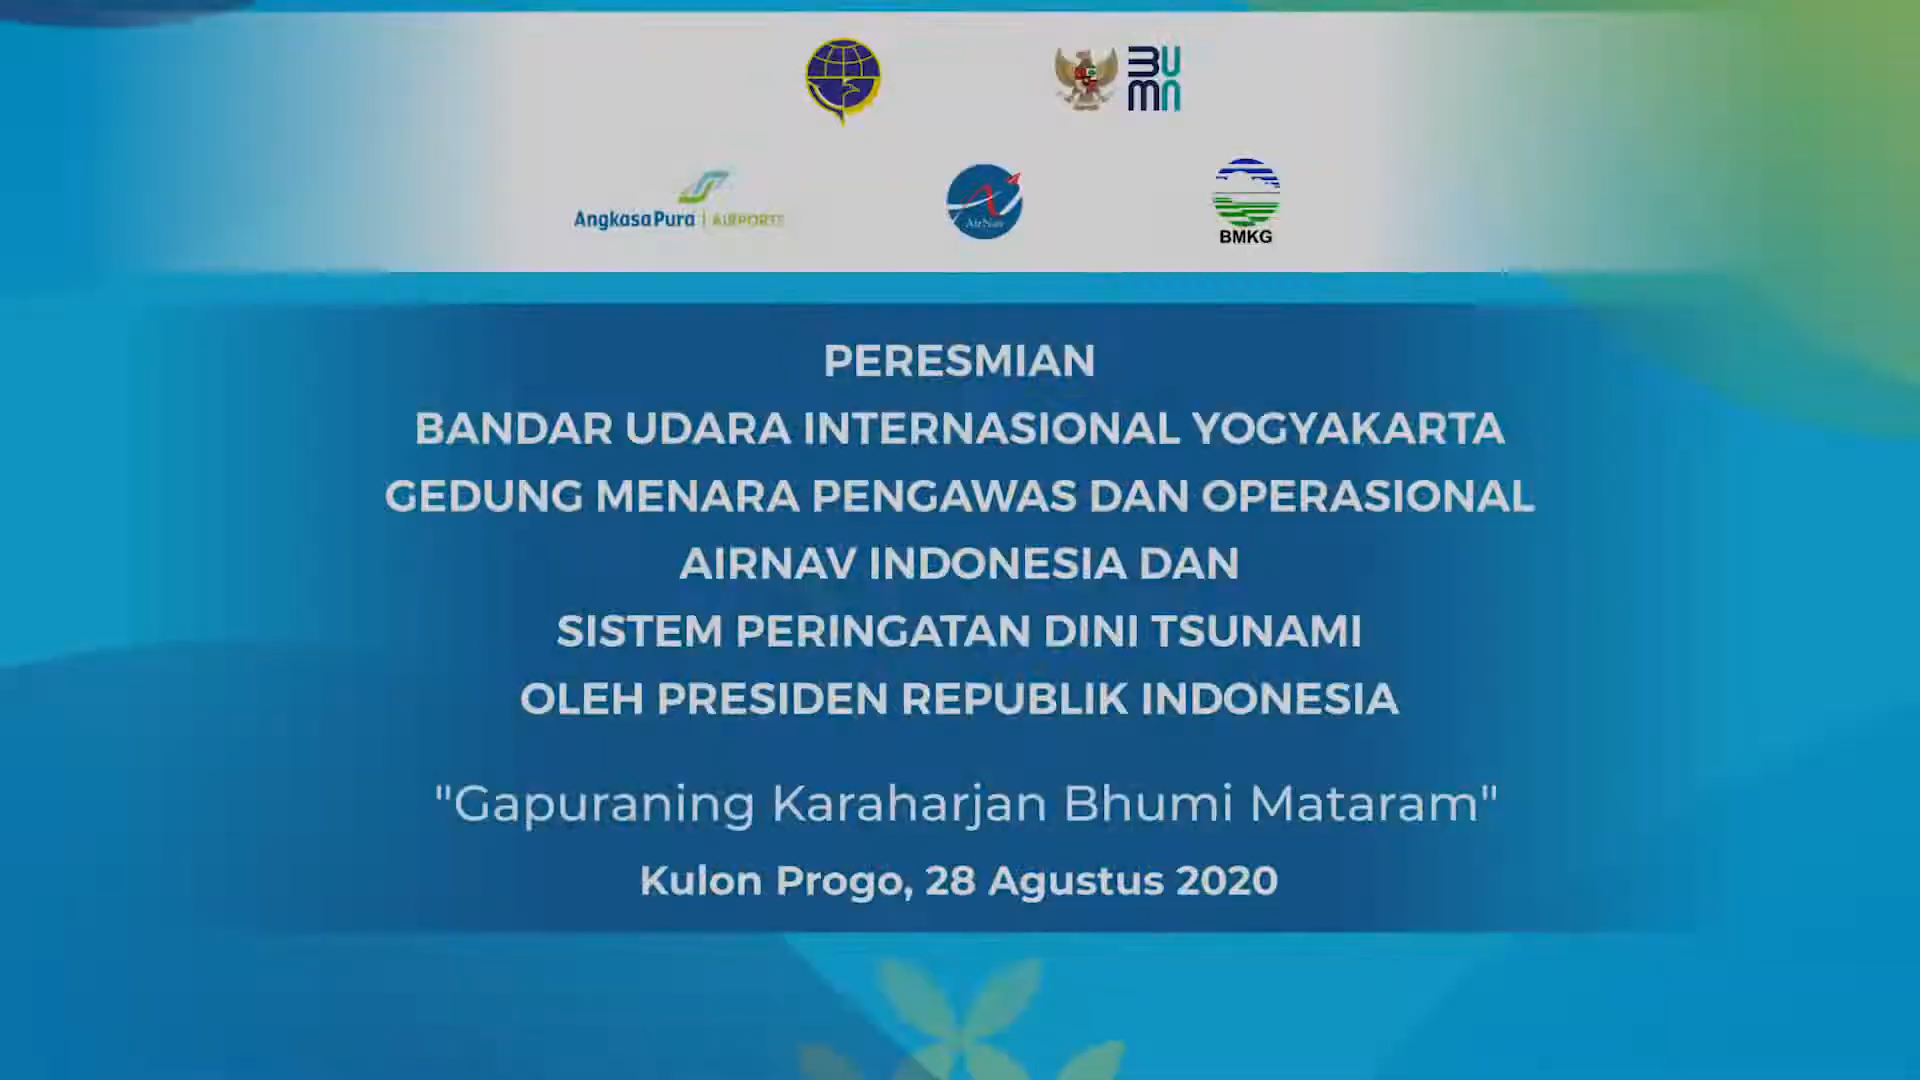 BUMN
AngkasaPura | AIRPORTS
AirNav
BMKG
PERESMIAN
BANDAR UDARA INTERNASIONAL YOGYAKARTA
GEDUNG MENARA PENGAWAS DAN OPERASIONAL
AIRNAV INDONESIA DAN
SISTEM PERINGATAN DINI TSUNAMI
OLEH PRESIDEN REPUBLIK INDONESIA
"Gapuraning Karaharjan Bhumi Mataram"
Kulon Progo, 28 Agustus 2020